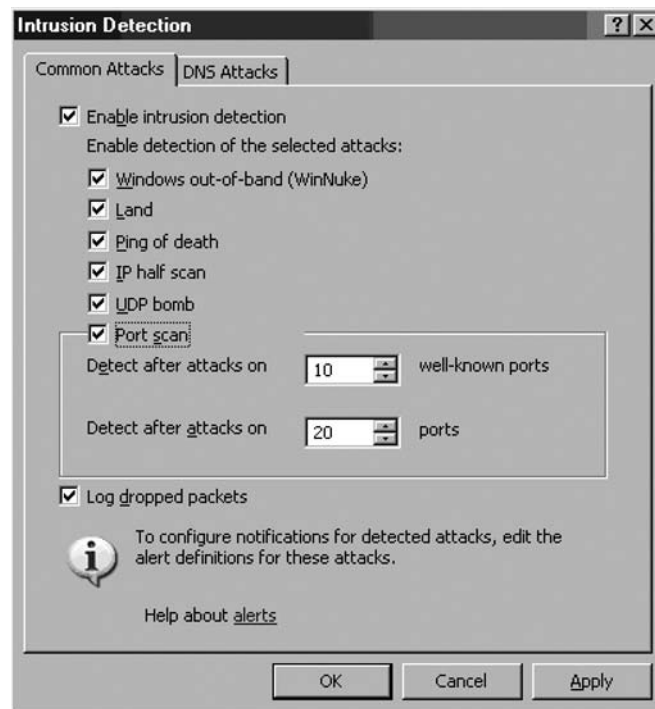 Intrusion Detection
Common Attacks
DNS Attacks
Enable intrusion detection
Enable detection of the selected attacks:
Windows out-of-band (WinNuke)
Land
Ping of death
IP half scan
UDP bomb
Port scan
Detect after attacks on 10 well-known ports
Detect after attacks on 20 ports
Log dropped packets
To configure notifications for detected attacks, edit the
alert definitions for these attacks.
Help about alerts
OK
Cancel
Apply